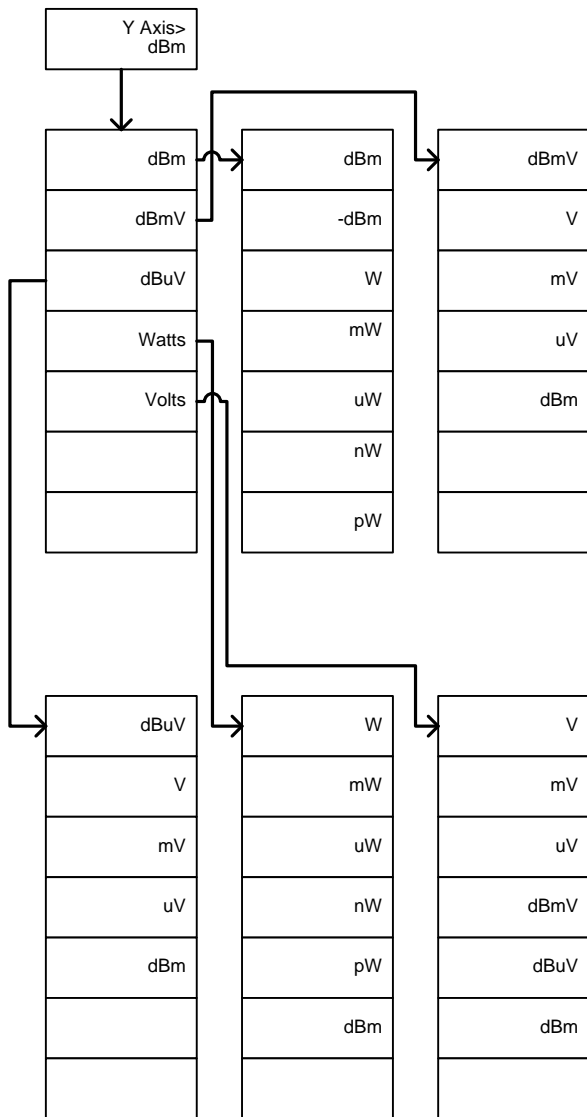 Y Axis>
dBm
dBm
dBmV
dBuV
Watts
Volts
dBm
-dBm
W
mW
uW
nW
pW
dBmV
V
mV
uV
dBm
dBuV
V
mV
uV
dBm
W
mW
uW
nW
pW
dBm
V
mV
uV
dBmV
dBuV
dBm